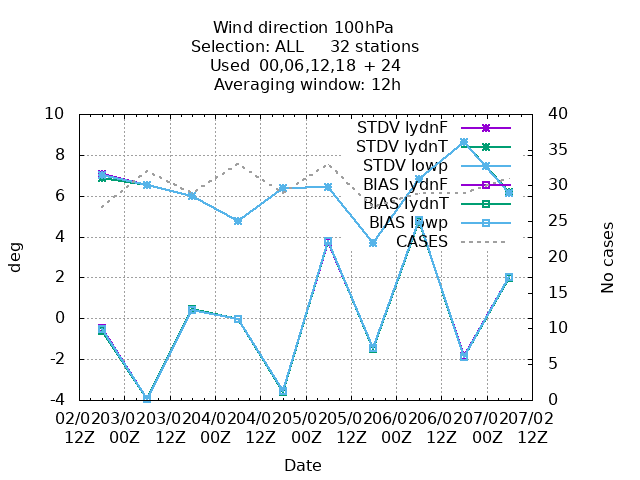 Wind direction 100hPa
Selection: ALL 32 stations
Used 00,06,12,18 + 24
Averaging window: 12h
10
8
6
4
2
0
-2
-4
40
35
30
25
20
15
10
5
0
deg
No cases
STDV lydnF
STDV lydnT
STDV lowp
BIAS lydnF
BIAS lydnT
BIAS lowp
CASES
02/02 03/02 03/02 04/02 04/02 05/02 05/02 06/02 06/02 07/02 07/02
12Z 00Z 12Z 00Z 12Z 00Z 12Z 00Z 12Z 00Z 12Z
Date